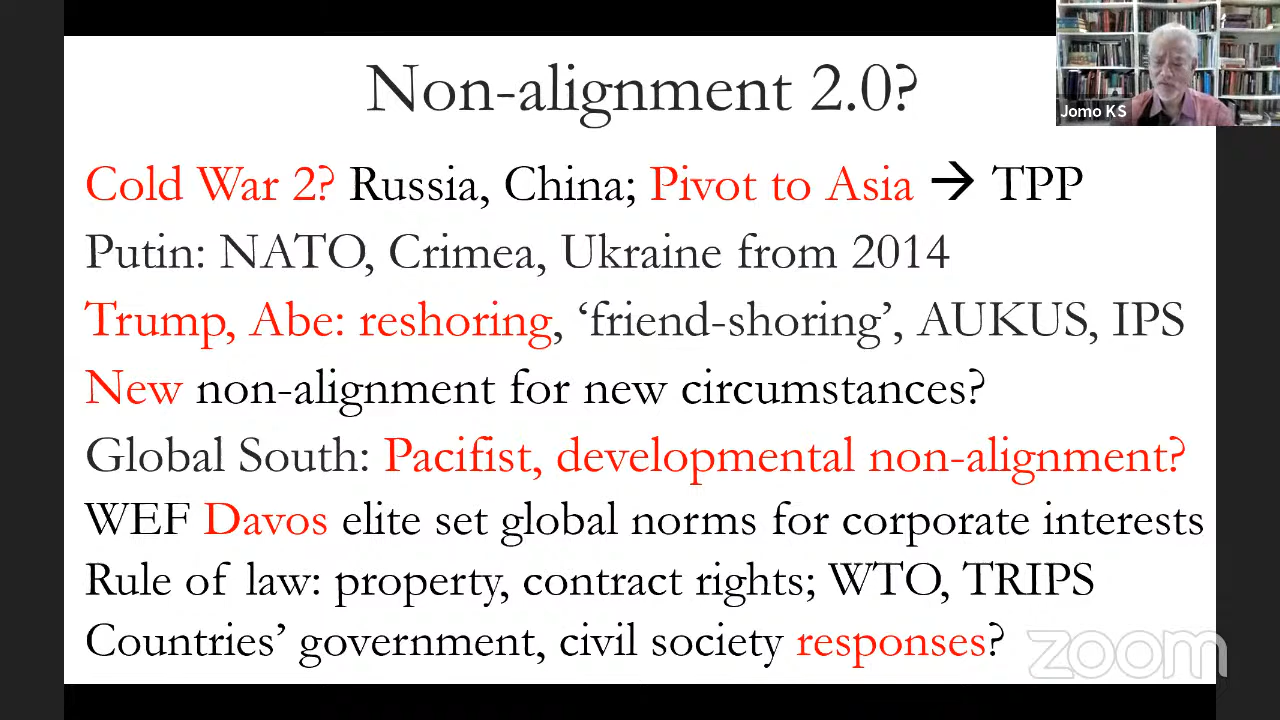 Non-alignment 2.0?
Jomo KS
Cold War 2? Russia, China; Pivot to Asia → TPP
Putin: NATO, Crimea, Ukraine from 2014
Trump, Abe: reshoring, ‘friend-shoring’, AUKUS, IPS
New non-alignment for new circumstances?
Global South: Pacifist, developmental non-alignment?
WEF Davos elite set global norms for corporate interests
Rule of law: property, contract rights; WTO, TRIPS
Countries’ government, civil society responses?
zoom